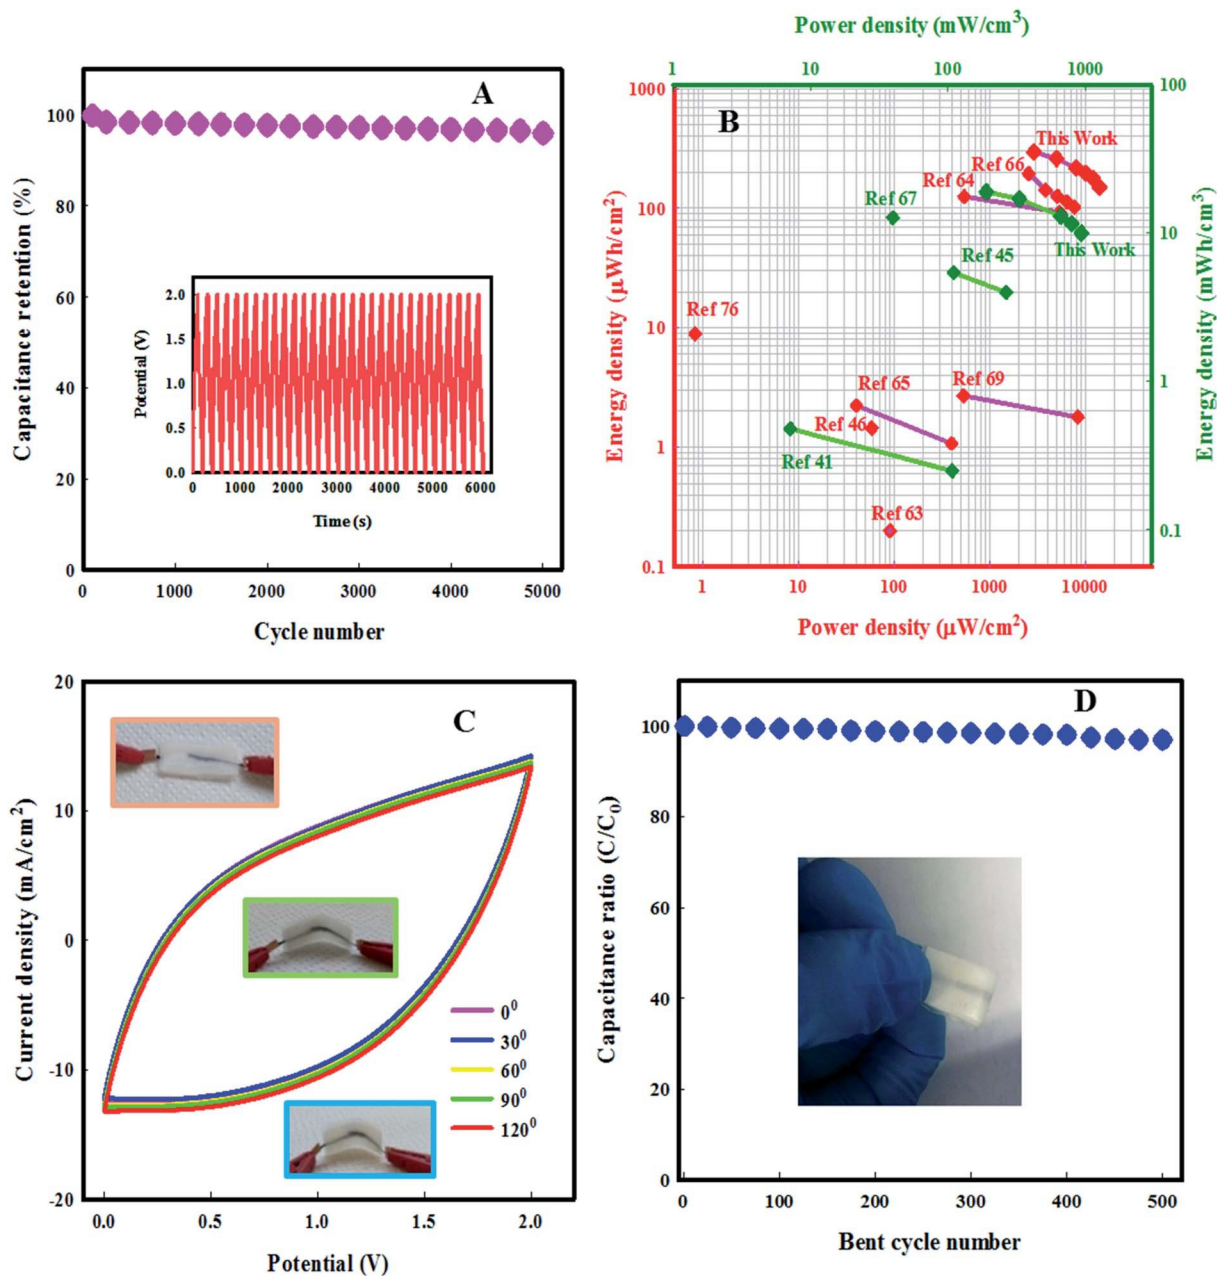 A
Capacitance retention (%)
100
80
60
40
20
0
0 1000 2000 3000 4000 5000
Cycle number
Potential (V)
2.0
1.5
1.0
0.5
0.0
0 1000 2000 3000 4000 5000 6000
Time (s)
Power density (mW/cm³)
1 10 100 1000
B
Energy density (μWh/cm²)
1000
100
10
1
0.1
This Work
Ref 66
Ref 64
Ref 67
This Work
Ref 45
Ref 76
Ref 65
Ref 69
Ref 46
Ref 41
Ref 63
100
10
1
0.1
Energy density (mWh/cm³)
1 10 100 1000 10000
Power density (μW/cm²)
C
Current density (mA/cm²)
20
10
0
-10
-20
0⁰
30⁰
60⁰
90⁰
120⁰
0.0 0.5 1.0 1.5 2.0
Potential (V)
D
Capacitance ratio (C/C₀)
100
80
60
40
20
0
0 100 200 300 400 500
Bent cycle number